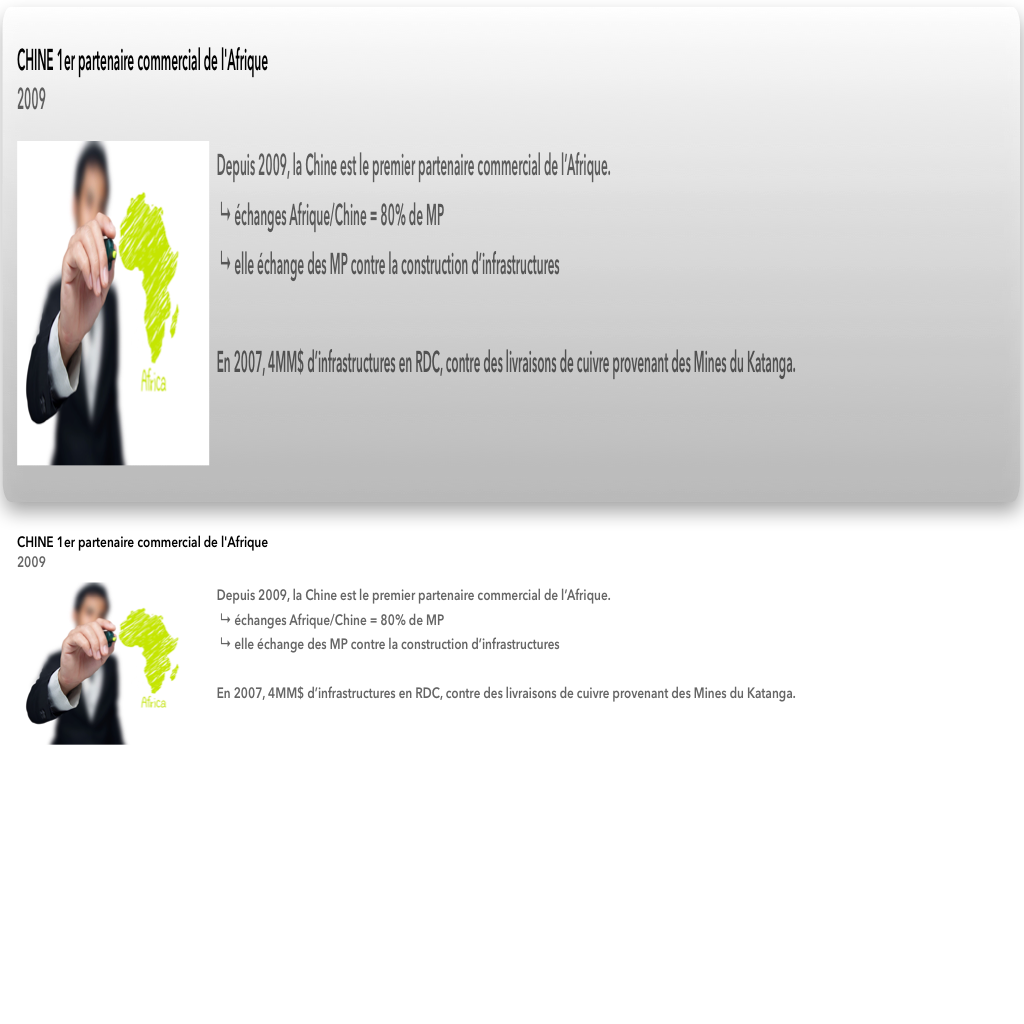 CHINE 1er partenaire commercial de l'Afrique
2009
Depuis 2009, la Chine est le premier partenaire commercial de l’Afrique.
↳ échanges Afrique/Chine = 80% de MP
↳ elle échange des MP contre la construction d’infrastructures
En 2007, 4MM$ d’infrastructures en RDC, contre des livraisons de cuivre provenant des Mines du Katanga.
Africa
CHINE 1er partenaire commercial de l'Afrique
2009
Depuis 2009, la Chine est le premier partenaire commercial de l’Afrique.
↳ échanges Afrique/Chine = 80% de MP
↳ elle échange des MP contre la construction d’infrastructures
En 2007, 4MM$ d’infrastructures en RDC, contre des livraisons de cuivre provenant des Mines du Katanga.
Africa